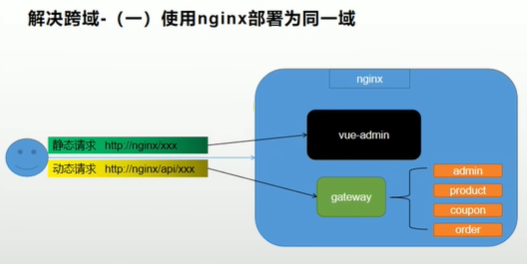 解决跨域-（一）使用nginx部署为同一域
nginx
静态请求 http://nginx/xxx
动态请求 http://nginx/api/xxx
vue-admin
gateway
admin
product
coupon
order